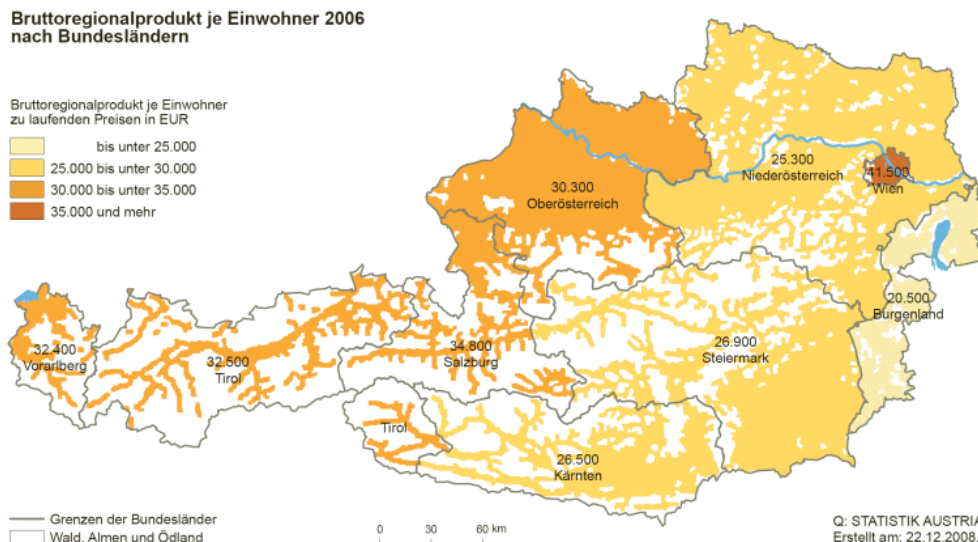 Bruttoregionalprodukt je Einwohner 2006
nach Bundesländern
Bruttoregionalprodukt je Einwohner
zu laufenden Preisen in EUR
bis unter 25.000
25.000 bis unter 30.000
30.000 bis unter 35.000
35.000 und mehr
30.300
Oberösterreich
25.300
Niederösterreich
41.500
Wien
20.500
Burgenland
32.400
Vorarlberg
32.500
Tirol
34.800
Salzburg
26.900
Steiermark
Tirol
26.500
Kärnten
Grenzen der Bundesländer
Wald, Almen und Ödland
0 30 60 km
Q: STATISTIK AUSTRIA
Erstellt am: 22.12.2008